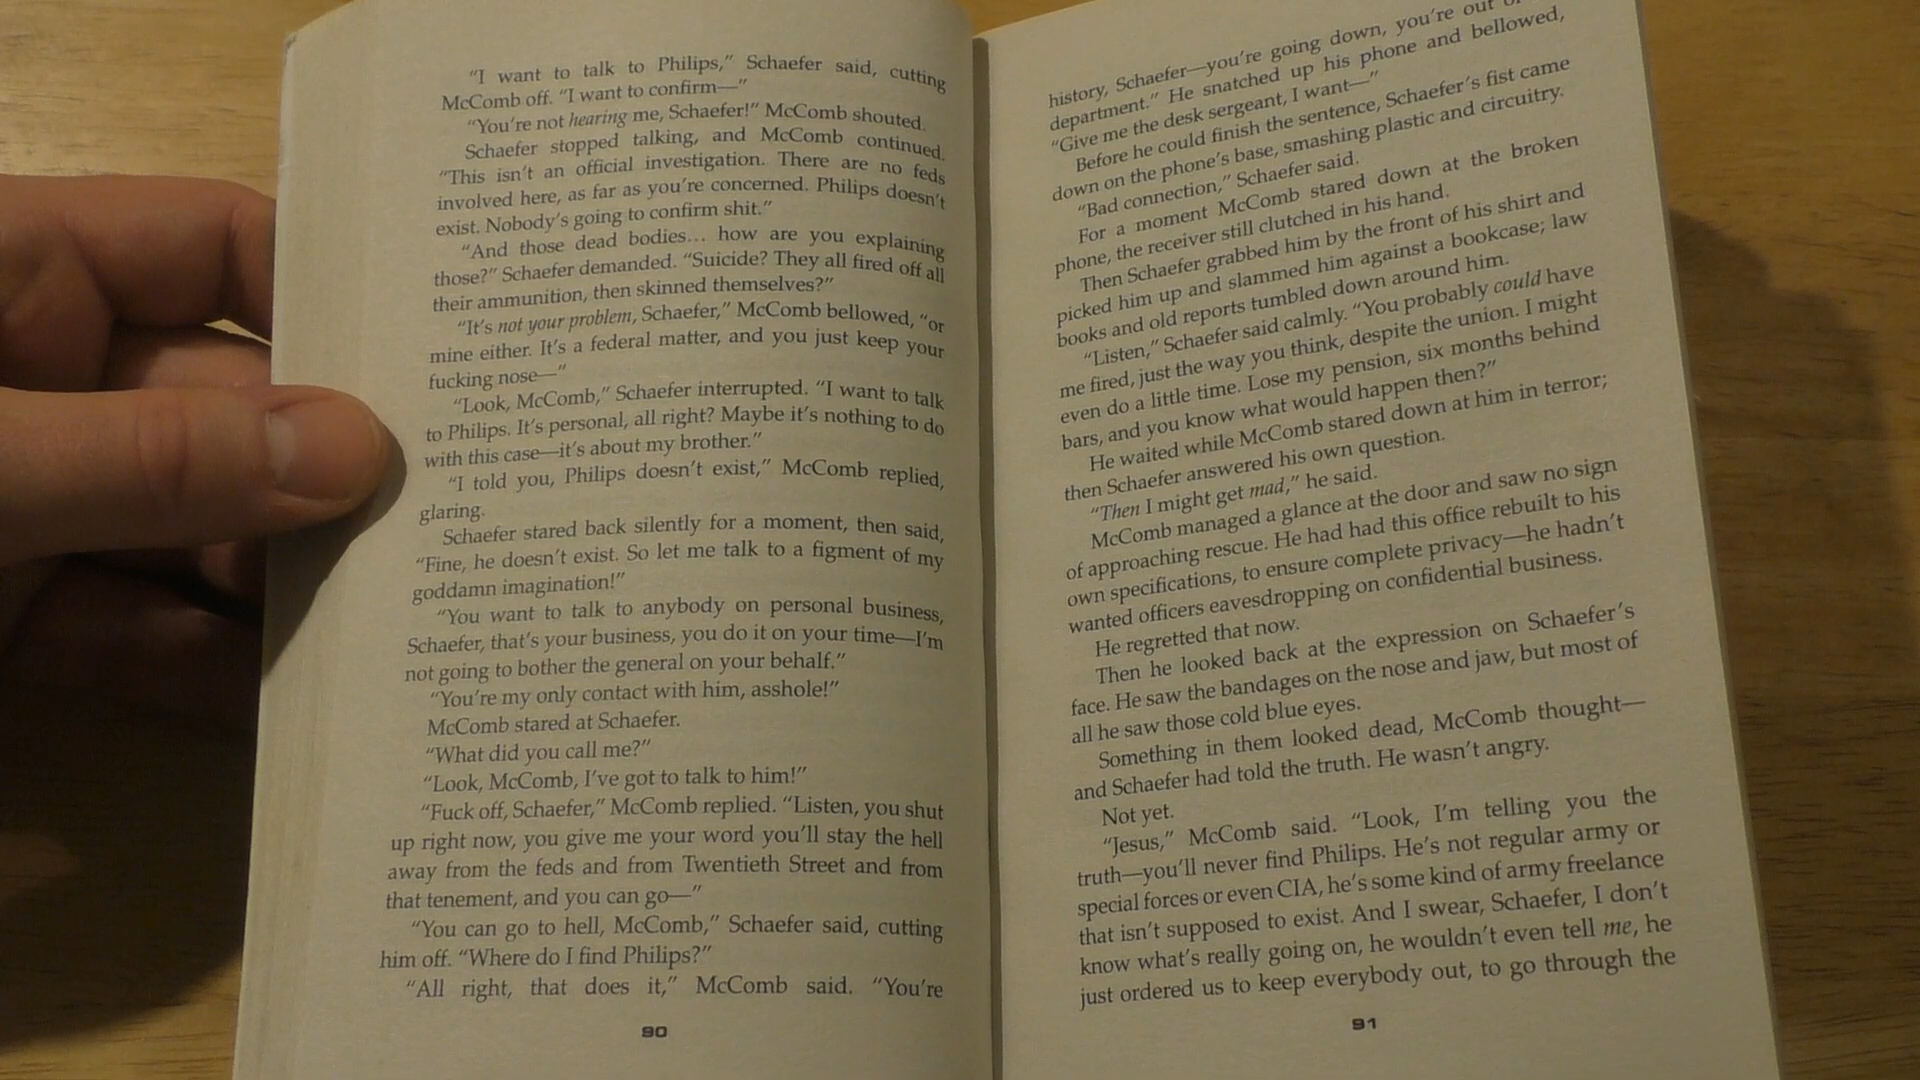 “I want to talk to Philips,” Schaefer said, cutting
McComb off. “I want to confirm—”
“You're not hearing me, Schaefer!” McComb shouted.
Schaefer stopped talking, and McComb continued.
“This isn't an official investigation. There are no feds
involved here, as far as you're concerned. Philips doesn't
exist. Nobody's going to confirm shit.”
“And those dead bodies... how are you explaining
those?” Schaefer demanded. “Suicide? They all fired off all
their ammunition, then skinned themselves?”
“It's not your problem, Schaefer,” McComb bellowed, “or
mine either. It's a federal matter, and you just keep your
fucking nose—”
“Look, McComb,” Schaefer interrupted. “I want to talk
to Philips. It's personal, all right? Maybe it's nothing to do
with this case—it's about my brother.”
“I told you, Philips doesn't exist,” McComb replied,
glaring.
Schaefer stared back silently for a moment, then said,
“Fine, he doesn't exist. So let me talk to a figment of my
goddamn imagination!”
“You want to talk to anybody on personal business,
Schaefer, that's your business, you do it on your time—I'm
not going to bother the general on your behalf.”
“You're my only contact with him, asshole!”
McComb stared at Schaefer.
“What did you call me?”
“Look, McComb, I've got to talk to him!”
“Fuck off, Schaefer,” McComb replied. “Listen, you shut
up right now, you give me your word you'll stay the hell
away from the feds and from Twentieth Street and from
that tenement, and you can go—”
“You can go to hell, McComb,” Schaefer said, cutting
him off. “Where do I find Philips?”
“All right, that does it,” McComb said. “You're
90
history, Schaefer—you're going down, you're out
department.” He snatched up his phone and bellowed,
“Give me the desk sergeant, I want—”
Before he could finish the sentence, Schaefer's fist came
down on the phone's base, smashing plastic and circuitry.
“Bad connection,” Schaefer said.
For a moment McComb stared down at the broken
phone, the receiver still clutched in his hand.
Then Schaefer grabbed him by the front of his shirt and
picked him up and slammed him against a bookcase; law
books and old reports tumbled down around him.
“Listen,” Schaefer said calmly. “You probably could have
me fired, just the way you think, despite the union. I might
even do a little time. Lose my pension, six months behind
bars, and you know what would happen then?”
He waited while McComb stared down at him in terror;
then Schaefer answered his own question.
“Then I might get mad,” he said.
McComb managed a glance at the door and saw no sign
of approaching rescue. He had had this office rebuilt to his
own specifications, to ensure complete privacy—he hadn't
wanted officers eavesdropping on confidential business.
He regretted that now.
Then he looked back at the expression on Schaefer's
face. He saw the bandages on the nose and jaw, but most of
all he saw those cold blue eyes.
Something in them looked dead, McComb thought—
and Schaefer had told the truth. He wasn't angry.
Not yet.
“Jesus,” McComb said. “Look, I'm telling you the
truth—you'll never find Philips. He's not regular army or
special forces or even CIA, he's some kind of army freelance
that isn't supposed to exist. And I swear, Schaefer, I don't
know what's really going on, he wouldn't even tell me, he
just ordered us to keep everybody out, to go through the
91